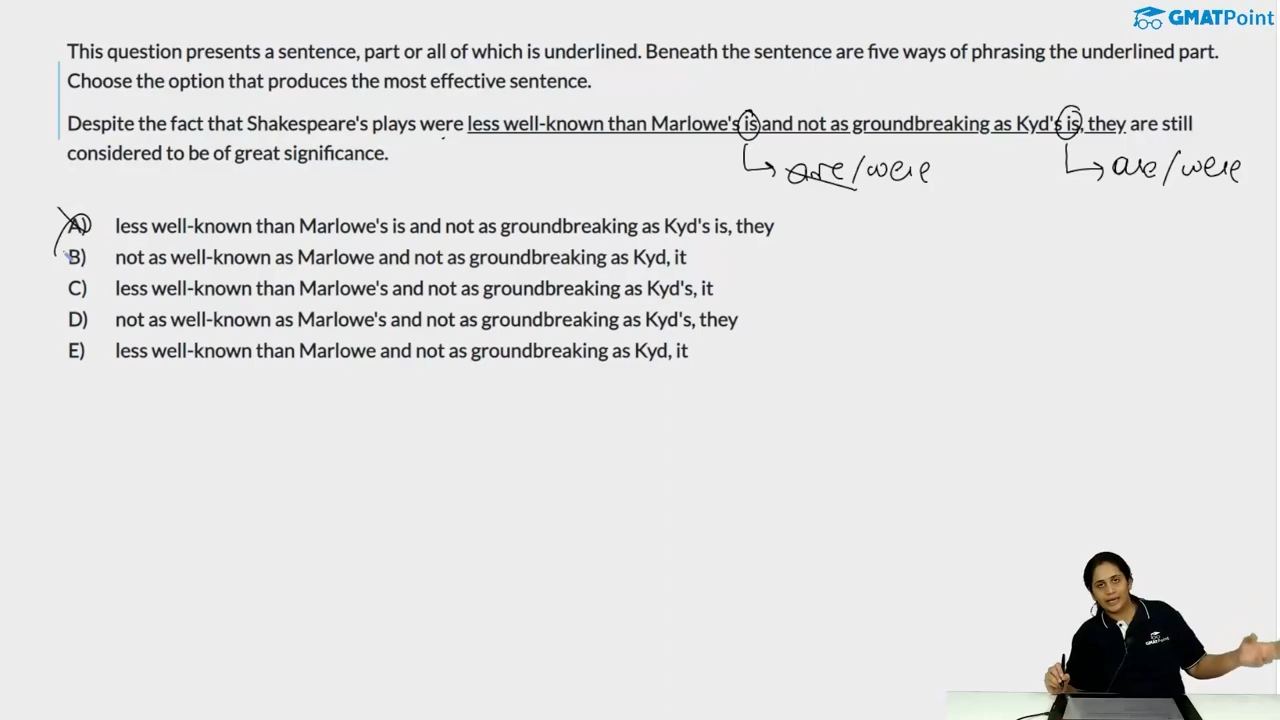 GMATPoint
This question presents a sentence, part or all of which is underlined. Beneath the sentence are five ways of phrasing the underlined part.
Choose the option that produces the most effective sentence.
Despite the fact that Shakespeare's plays were less well-known than Marlowe's is and not as groundbreaking as Kyd's is, they are still
considered to be of great significance.
are/were are/were
A) less well-known than Marlowe's is and not as groundbreaking as Kyd's is, they
B) not as well-known as Marlowe and not as groundbreaking as Kyd, it
C) less well-known than Marlowe's and not as groundbreaking as Kyd's, it
D) not as well-known as Marlowe's and not as groundbreaking as Kyd's, they
E) less well-known than Marlowe and not as groundbreaking as Kyd, it
GMATPoint